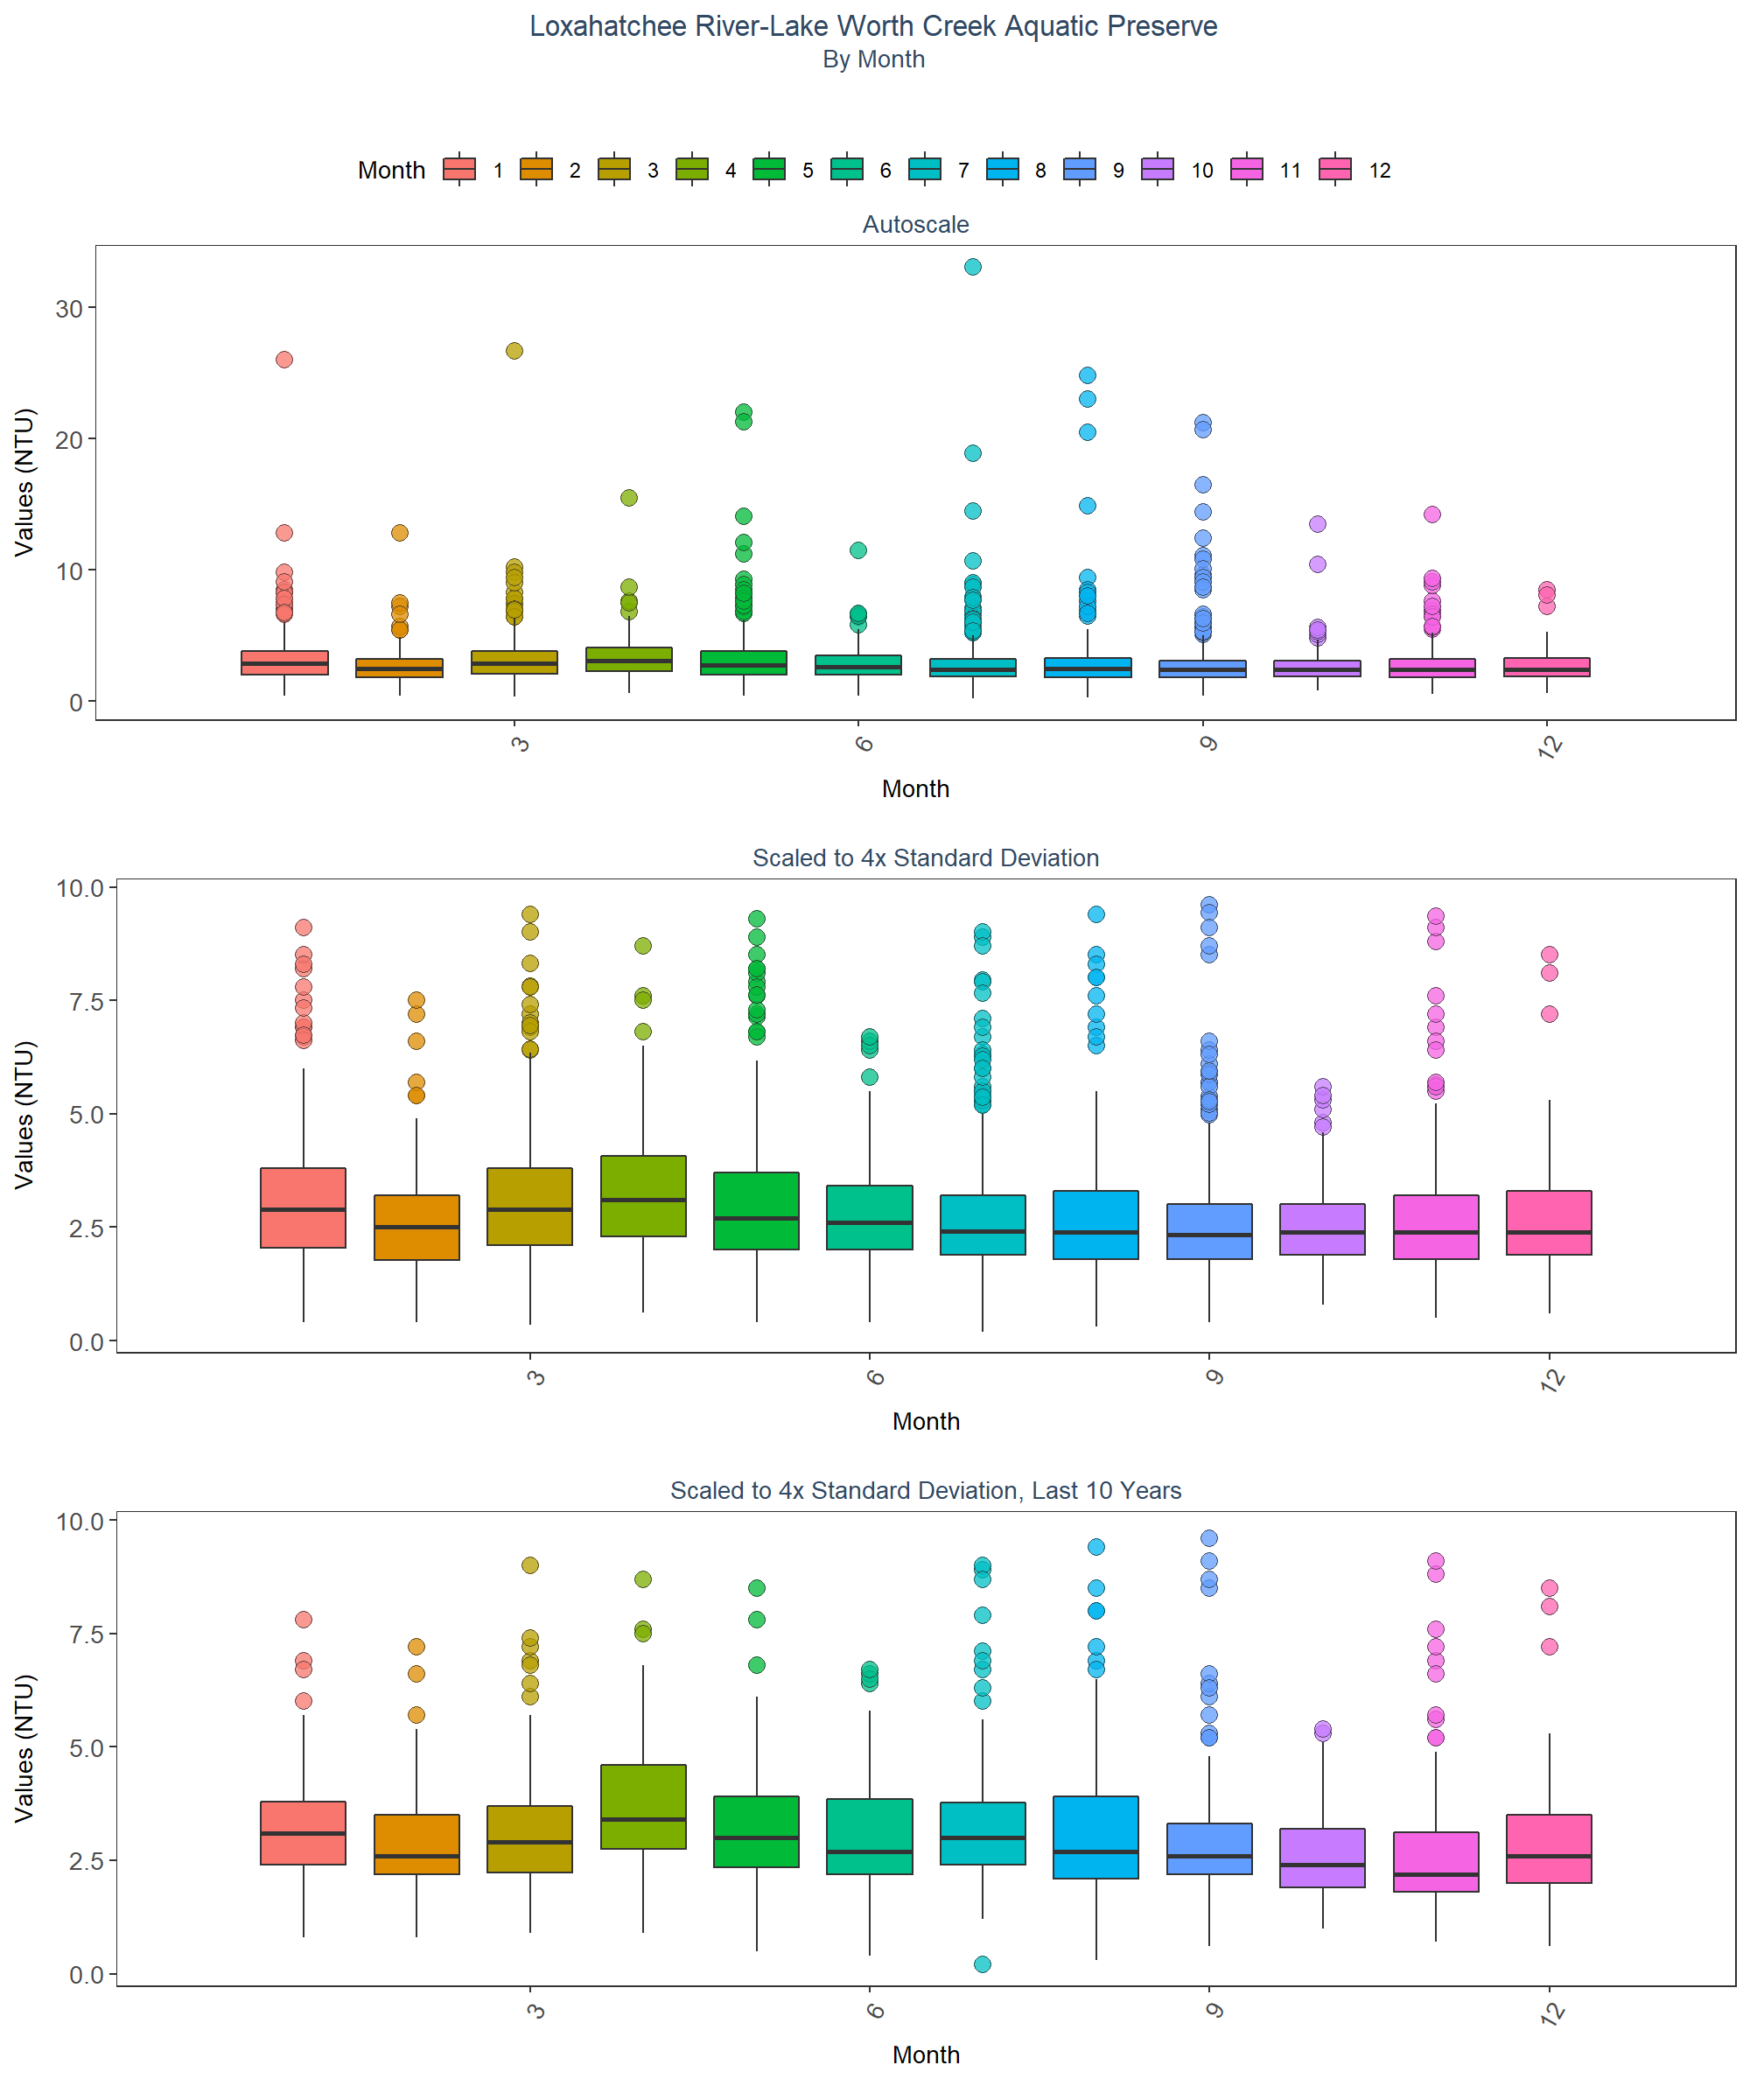 Loxahatchee River-Lake Worth Creek Aquatic Preserve
By Month
Month 1 2 3 4 5 6 7 8 9 10 11 12
Autoscale
Values (NTU)
30
20
10
0
3 6 9 12
Month
Scaled to 4x Standard Deviation
Values (NTU)
10.0
7.5
5.0
2.5
0.0
3 6 9 12
Month
Scaled to 4x Standard Deviation, Last 10 Years
Values (NTU)
10.0
7.5
5.0
2.5
0.0
3 6 9 12
Month